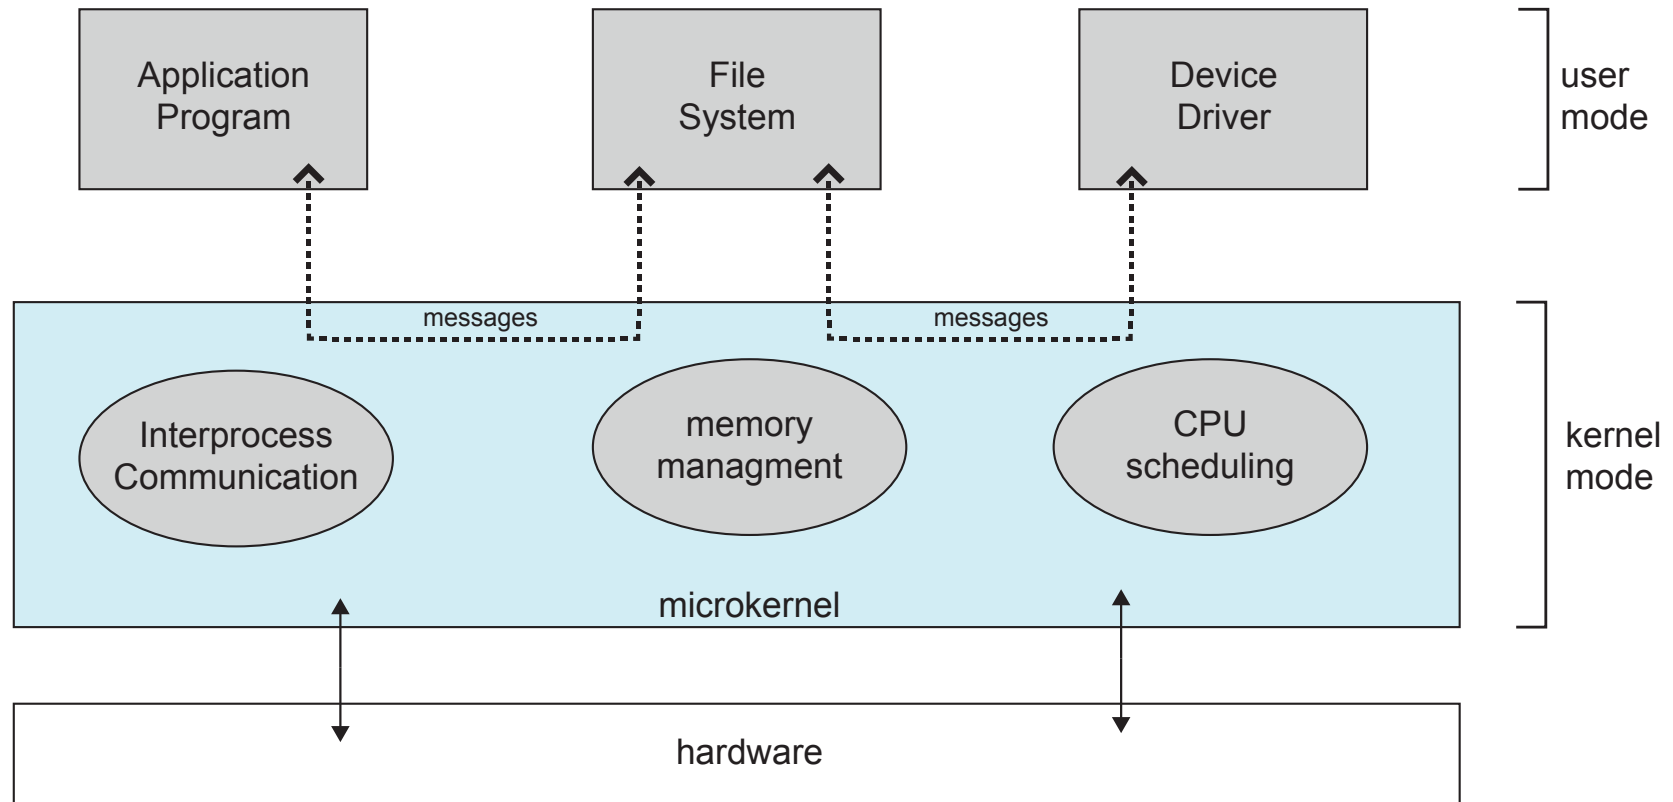 Application
Program
File
System
Device
Driver
user
mode
messages
messages
Interprocess
Communication
memory
managment
CPU
scheduling
kernel
mode
microkernel
hardware